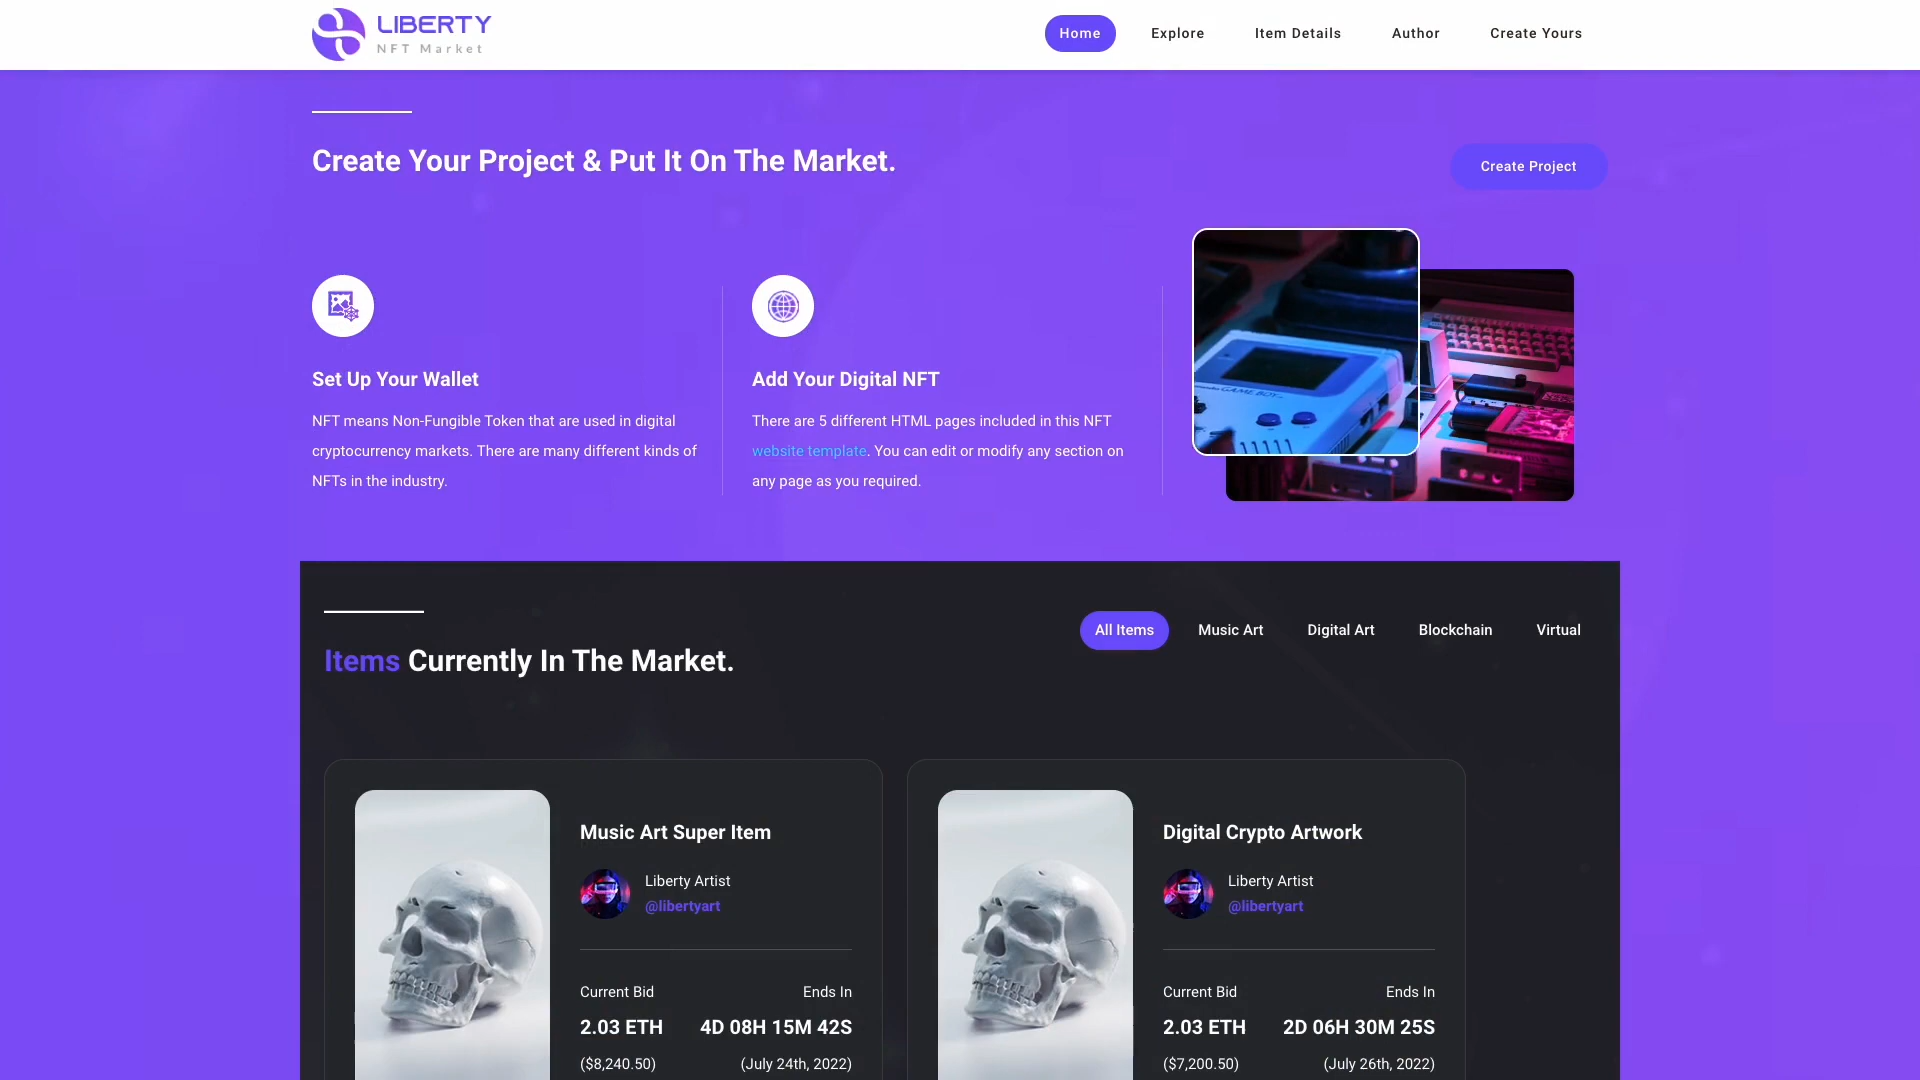 LIBERTY
NFT Market
Home
Explore
Item Details
Author
Create Yours
Create Your Project & Put It On The Market.
Create Project
Set Up Your Wallet
NFT means Non-Fungible Token that are used in digital
cryptocurrency markets. There are many different kinds of
NFTs in the industry.
Add Your Digital NFT
There are 5 different HTML pages included in this NFT
website template. You can edit or modify any section on
any page as you required.
GAME BOY
Items Currently In The Market.
All Items
Music Art
Digital Art
Blockchain
Virtual
Music Art Super Item
Liberty Artist
@libertyart
Current Bid
Ends In
2.03 ETH
4D 08H 15M 42S
($8,240.50)
(July 24th, 2022)
Digital Crypto Artwork
Liberty Artist
@libertyart
Current Bid
Ends In
2.03 ETH
2D 06H 30M 25S
($7,200.50)
(July 26th, 2022)